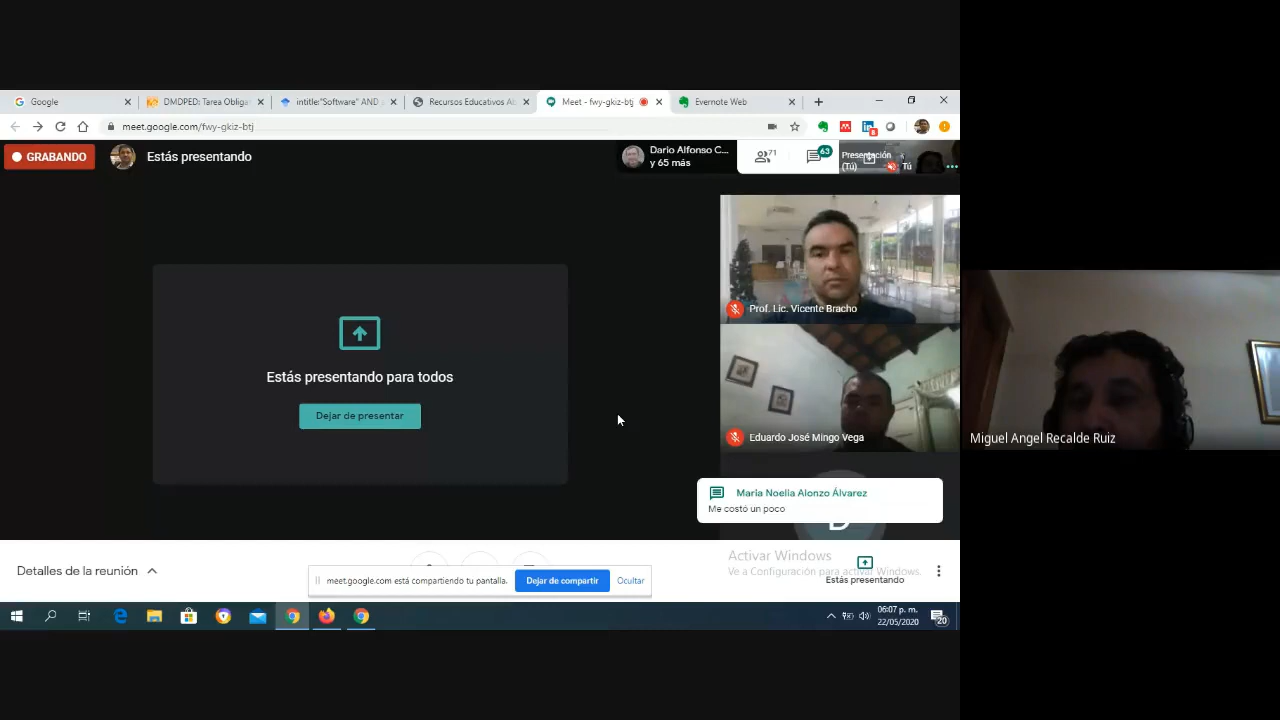 Google
DMDPED: Tarea Obliga
intitle:"Software" AND
Recursos Educativos Ab
Meet - fwy-gkiz-btj
Evernote Web
meet.google.com/fwy-gkiz-btj
8
GRABANDO
Estás presentando
Dario Alfonso C...
y 65 más
71
63
Presentación
(Tú)
Tú
Estás presentando para todos
Dejar de presentar
Prof. Lic. Vicente Bracho
Eduardo José Mingo Vega
Miguel Angel Recalde Ruiz
María Noelia Alonzo Álvarez
Me costó un poco
Activar Windows
Ve a Configuración para activar Windows.
Estás presentando
Detalles de la reunión
meet.google.com está compartiendo tu pantalla.
Dejar de compartir
Ocultar
06:07 p. m.
22/05/2020
20